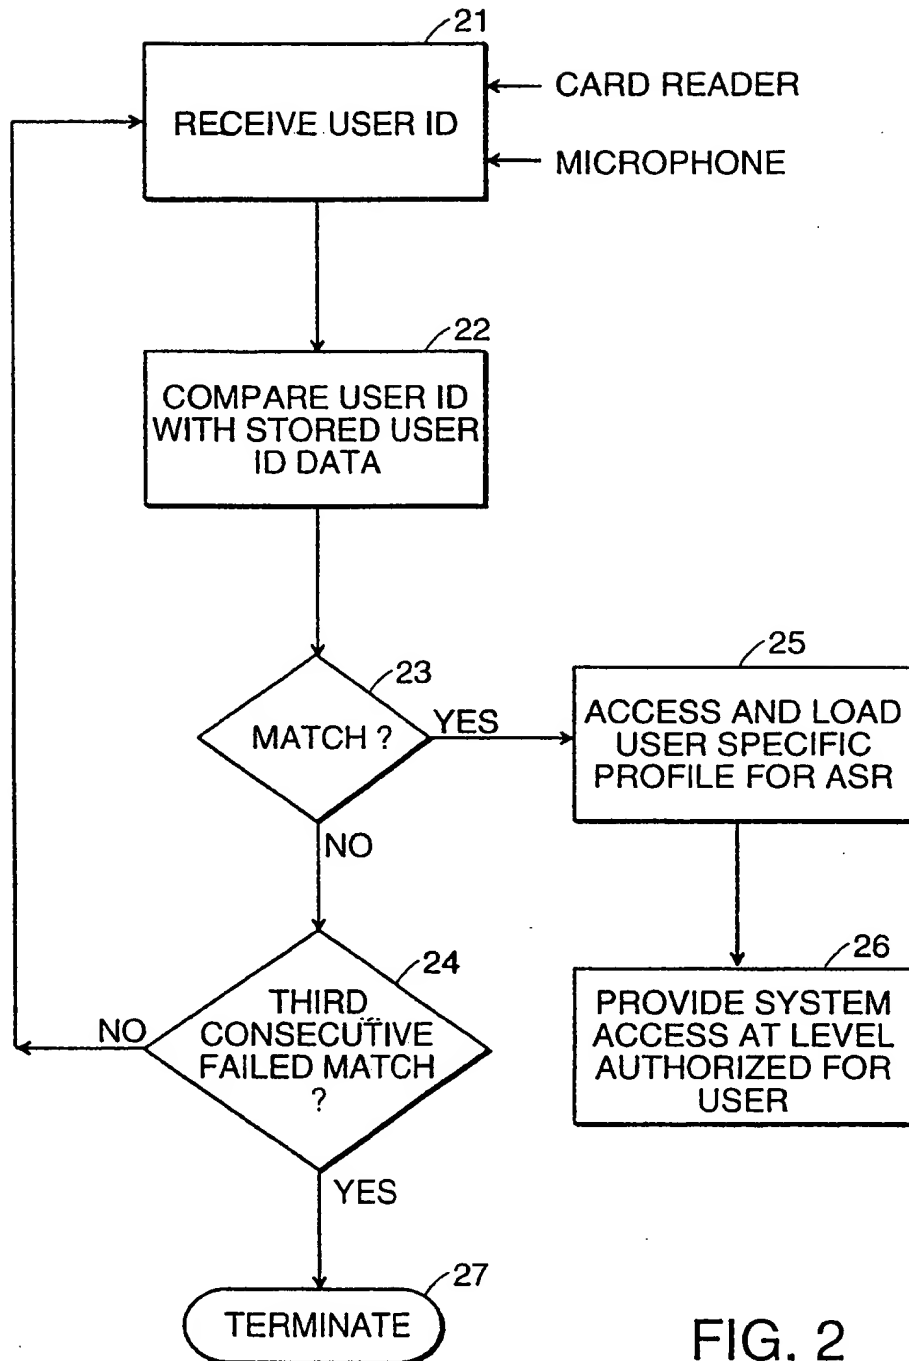 21
RECEIVE USER ID
CARD READER
MICROPHONE
22
COMPARE USER ID
WITH STORED USER
ID DATA
23
MATCH ?
YES
NO
25
ACCESS AND LOAD
USER SPECIFIC
PROFILE FOR ASR
24
THIRD
CONSECUTIVE
FAILED MATCH
?
NO
YES
26
PROVIDE SYSTEM
ACCESS AT LEVEL
AUTHORIZED FOR
USER
27
TERMINATE
FIG. 2